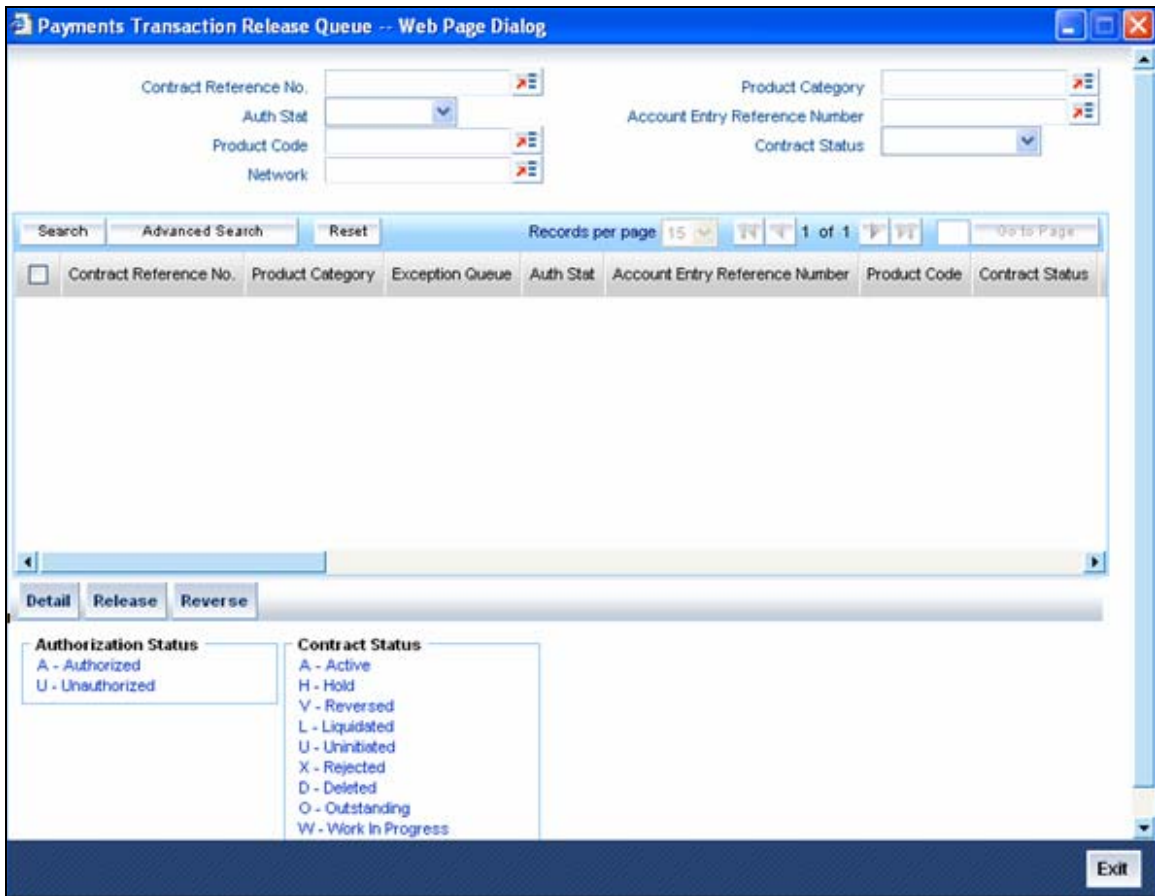 Payments Transaction Release Queue -- Web Page Dialog
Contract Reference No.
Product Category
Auth Stat
Account Entry Reference Number
Product Code
Contract Status
Network
Search Advanced Search Reset Records per page 15 1 of 1 Go to Page
Contract Reference No. Product Category Exception Queue Auth Stat Account Entry Reference Number Product Code Contract Status
Detail Release Reverse
Authorization Status
A - Authorized
U - Unauthorized
Contract Status
A - Active
H - Hold
V - Reversed
L - Liquidated
U - Uninitiated
X - Rejected
D - Deleted
O - Outstanding
W - Work In Progress
Exit